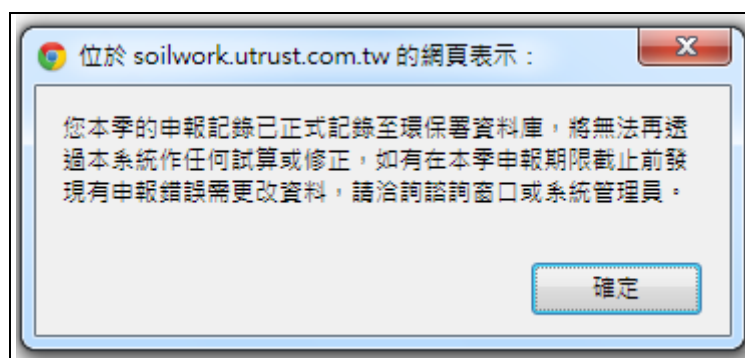 位於 soilwork.utrust.com.tw 的網頁表示：
您本季的申報記錄已正式記錄至環保署資料庫，將無法再透
過本系統作任何試算或修正，如有在本季申報期限截止前發
現有申報錯誤需更改資料，請洽詢諮詢窗口或系統管理員。
確定